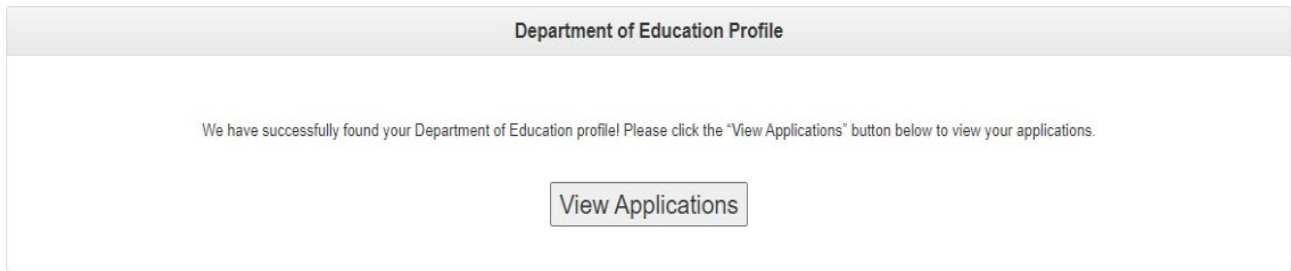 Department of Education Profile
We have successfully found your Department of Education profile! Please click the “View Applications” button below to view your applications.
View Applications